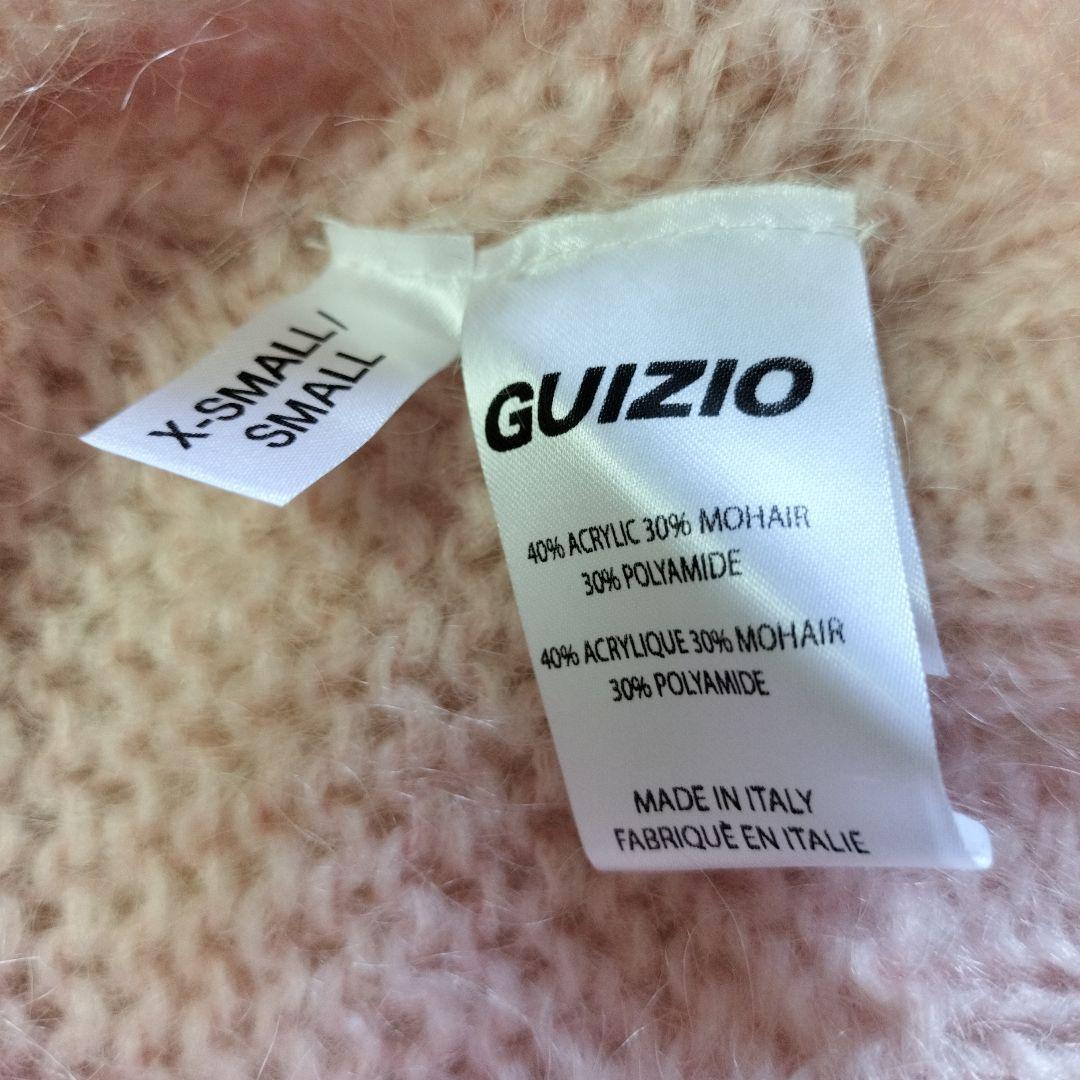 X-SMALL/
SMALL
GUIZIO
40% ACRYLIC 30% MOHAIR
30% POLYAMIDE
40% ACRYLIQUE 30% MOHAIR
30% POLYAMIDE
MADE IN ITALY
FABRIQUÈ EN ITALIE